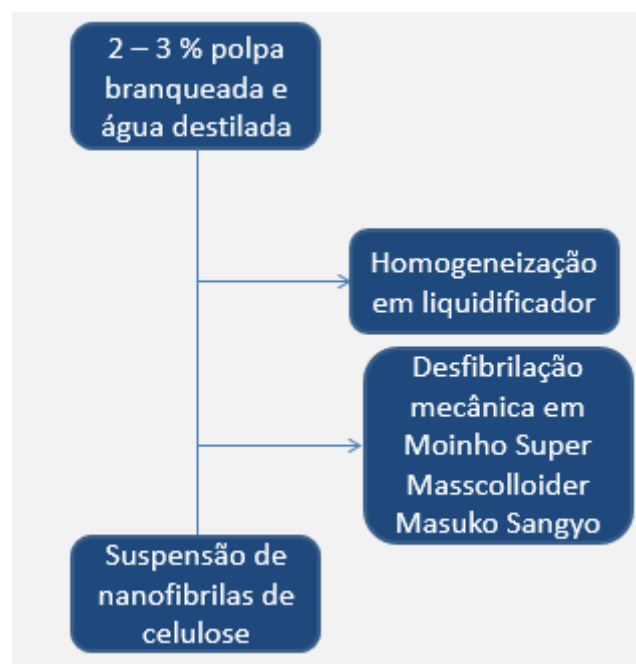 2 – 3 % polpa
branqueada e
água destilada
Homogeneização
em liquidificador
Desfibrilação
mecânica em
Moinho Super
Masscolloider
Masuko Sangyo
Suspensão de
nanofibrilas de
celulose